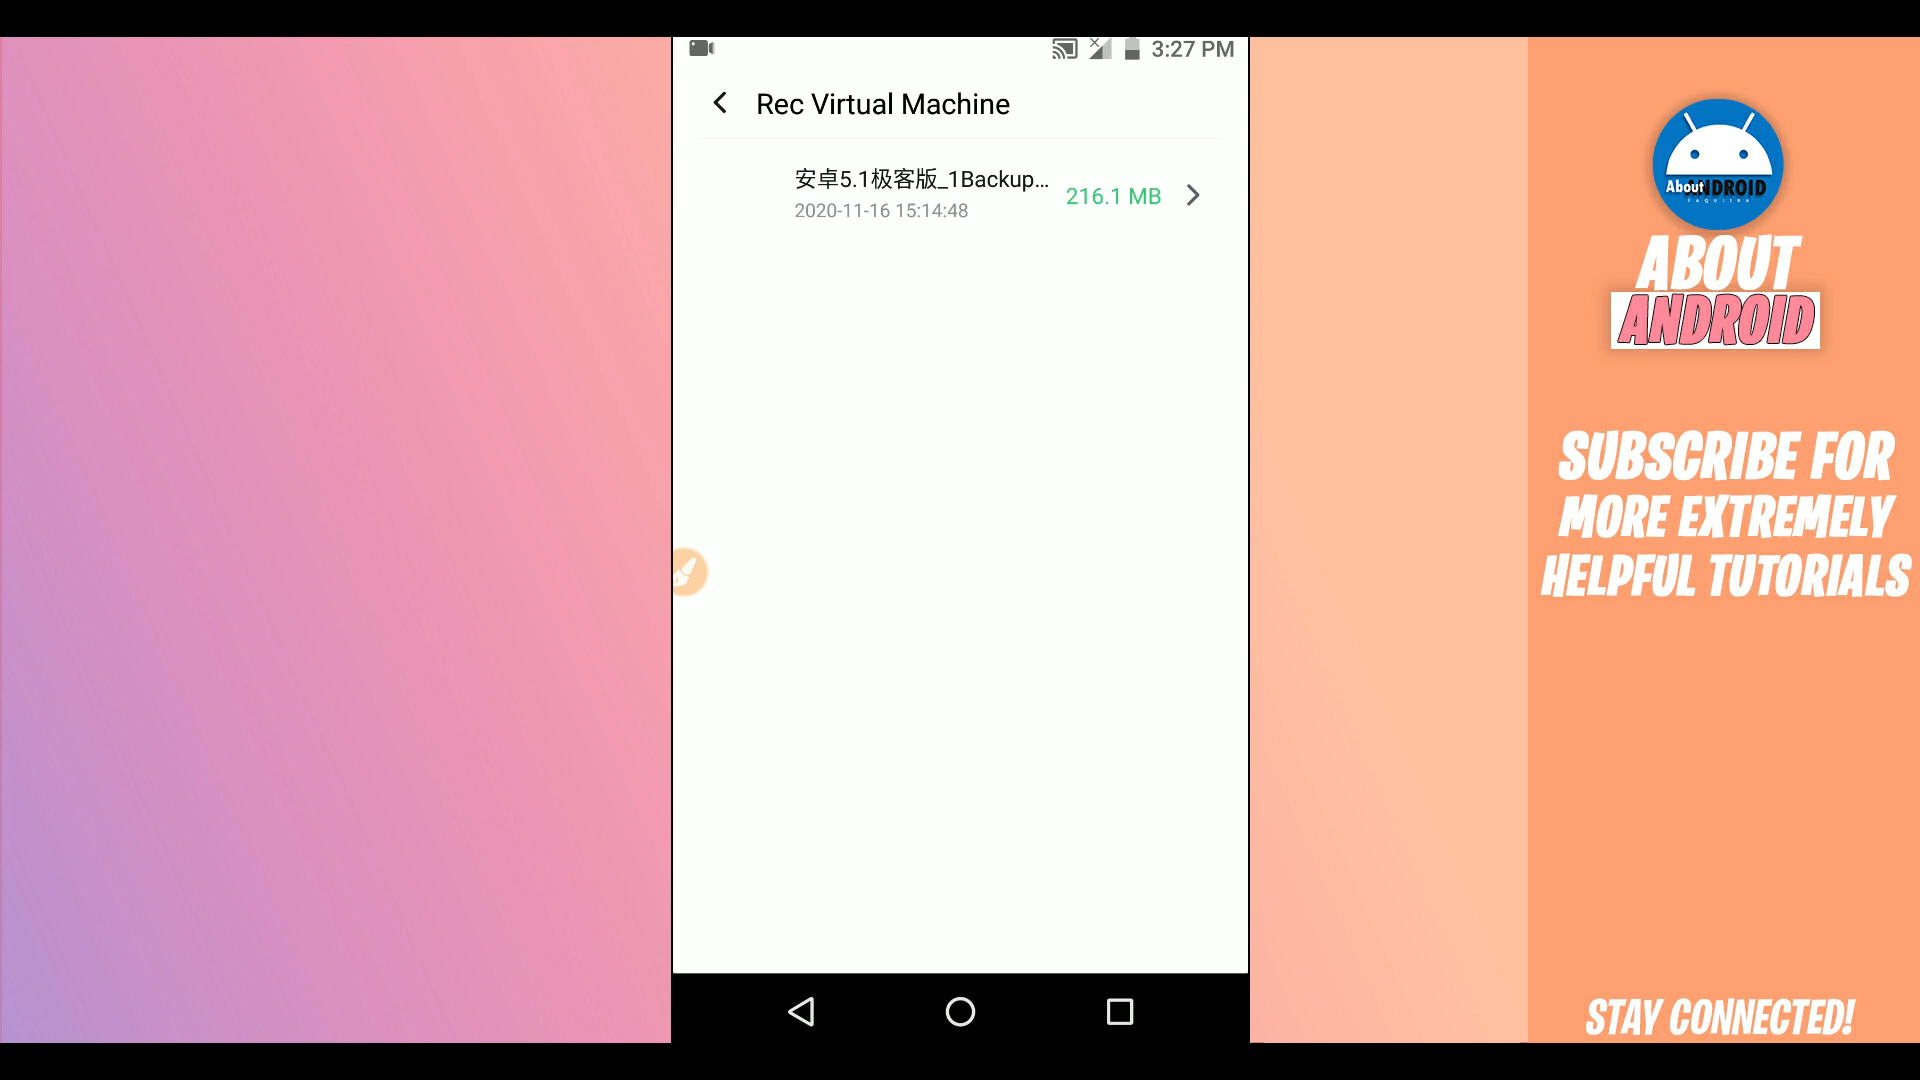 3:27 PM
Rec Virtual Machine
安卓5.1极客版_1Backup...
216.1 MB
2020-11-16 15:14:48
About ANDROID
FAQUIINA
ABOUT
ANDROID
SUBSCRIBE FOR
MORE EXTREMELY
HELPFUL TUTORIALS
STAY CONNECTED!